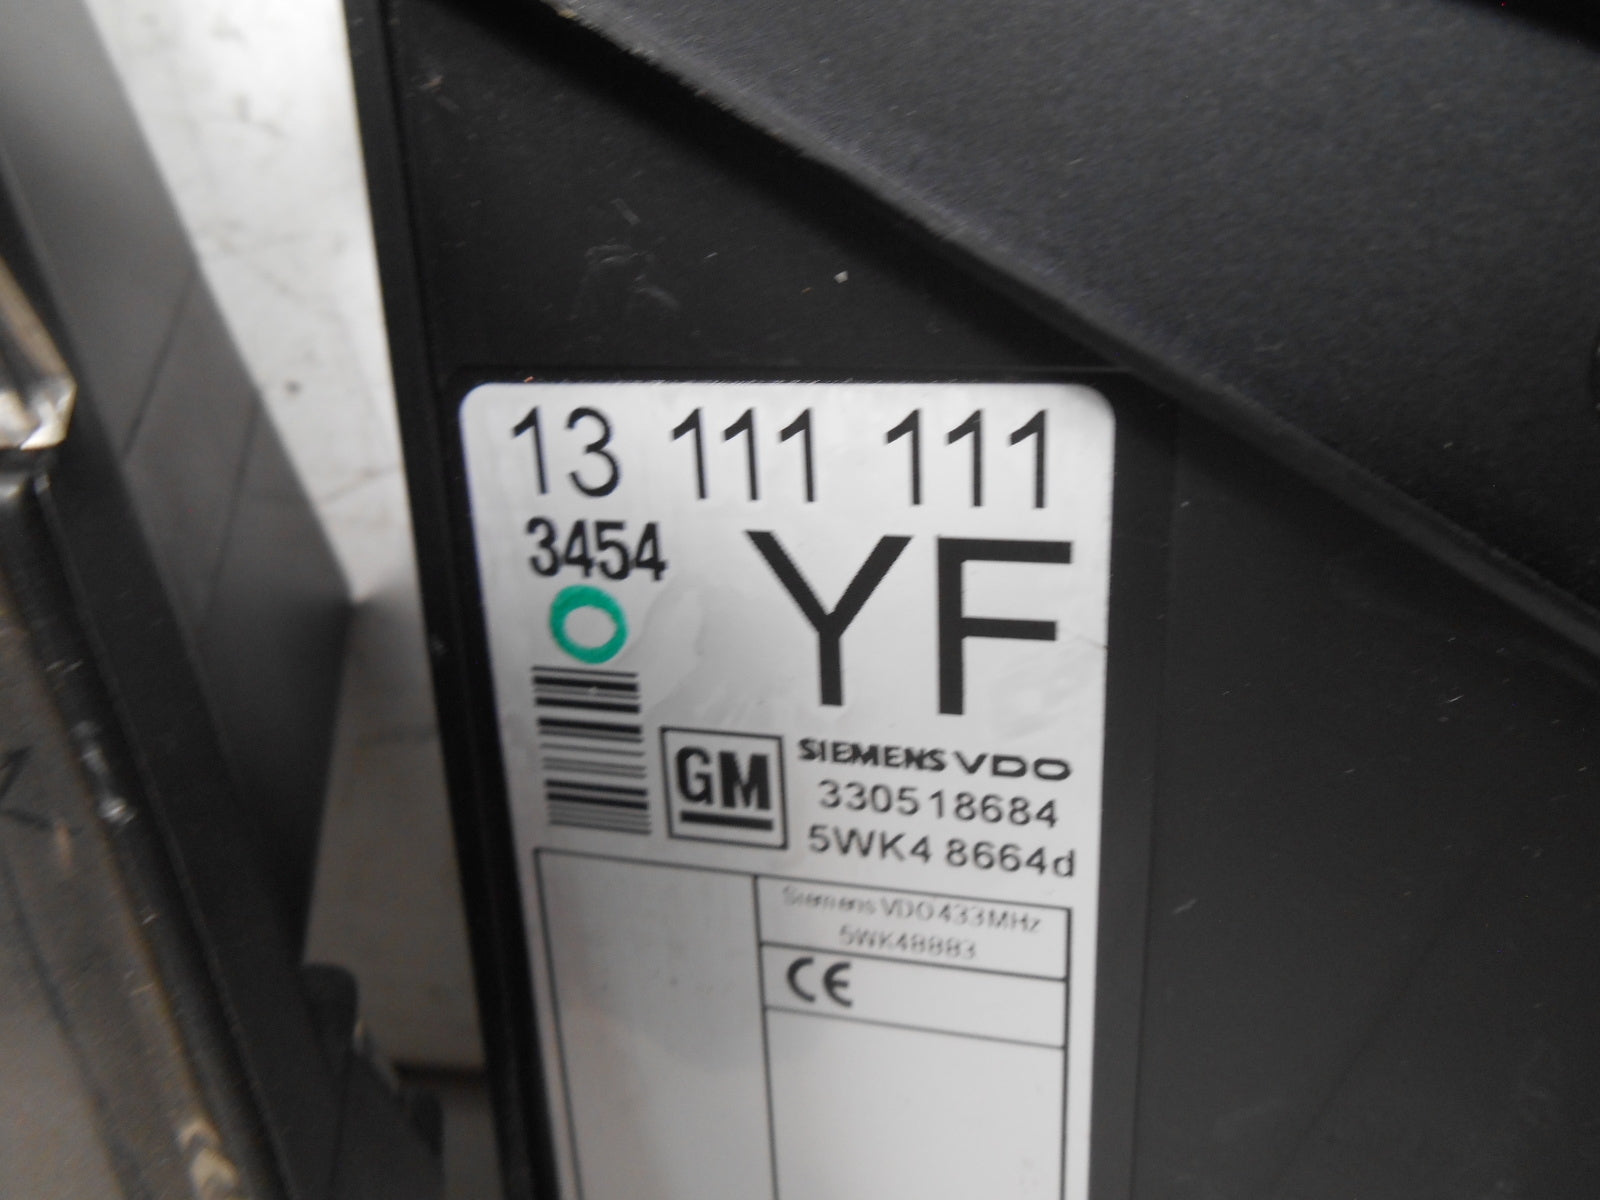 13 111 111
3454
YF
GM
SIEMENS VDO
330518684
5WK4 8664d
Siemens VDO 433MHz
5WK48883
CE